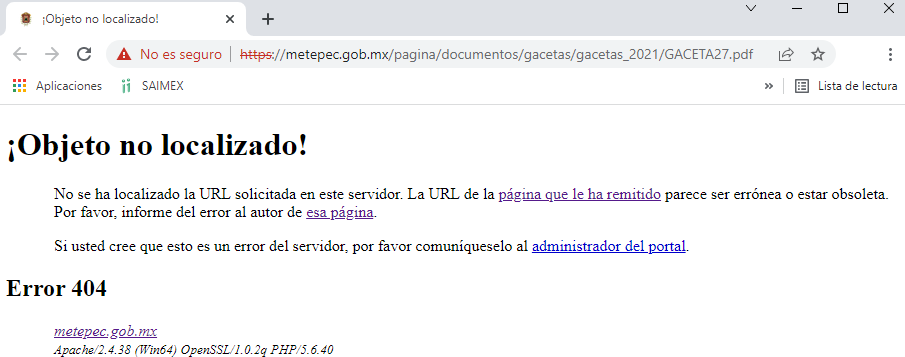 ¡Objeto no localizado!
No es seguro https://metepec.gob.mx/pagina/documentos/gacetas/gacetas_2021/GACETA27.pdf
Aplicaciones SAIMEX » Lista de lectura
¡Objeto no localizado!
No se ha localizado la URL solicitada en este servidor. La URL de la página que le ha remitido parece ser errónea o estar obsoleta.
Por favor, informe del error al autor de esa página.
Si usted cree que esto es un error del servidor, por favor comuníqueselo al administrador del portal.
Error 404
metepec.gob.mx
Apache/2.4.38 (Win64) OpenSSL/1.0.2q PHP/5.6.40